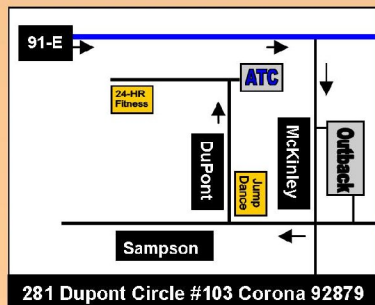 91-E
ATC
24-HR
Fitness
DuPont
McKinley
Outback
Jump
Dance
Sampson
281 Dupont Circle #103 Corona 92879